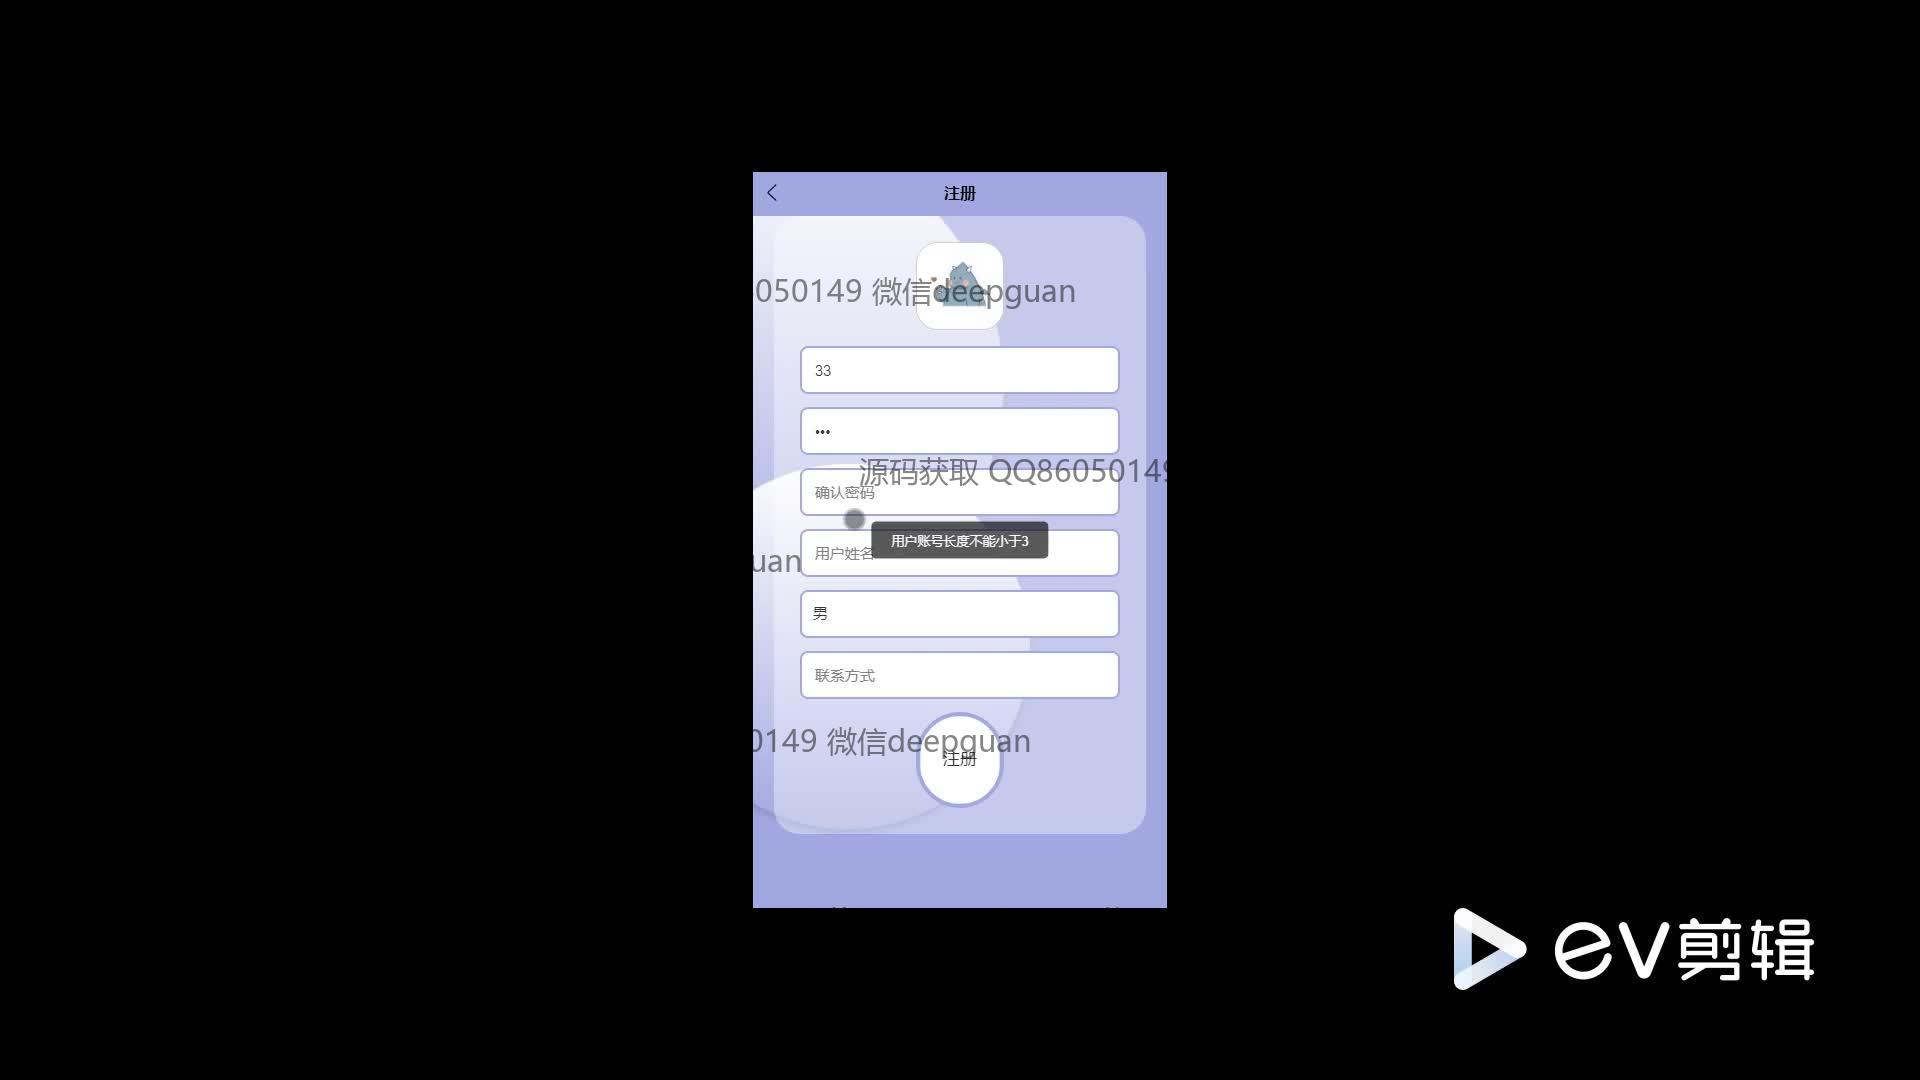 注册
050149 微信deepguan
33
•••
源码获取 QQ86050149
确认密码
用户账号长度不能小于3
用户姓名
uan
男
联系方式
0149 微信deepguan
注册
ev剪辑